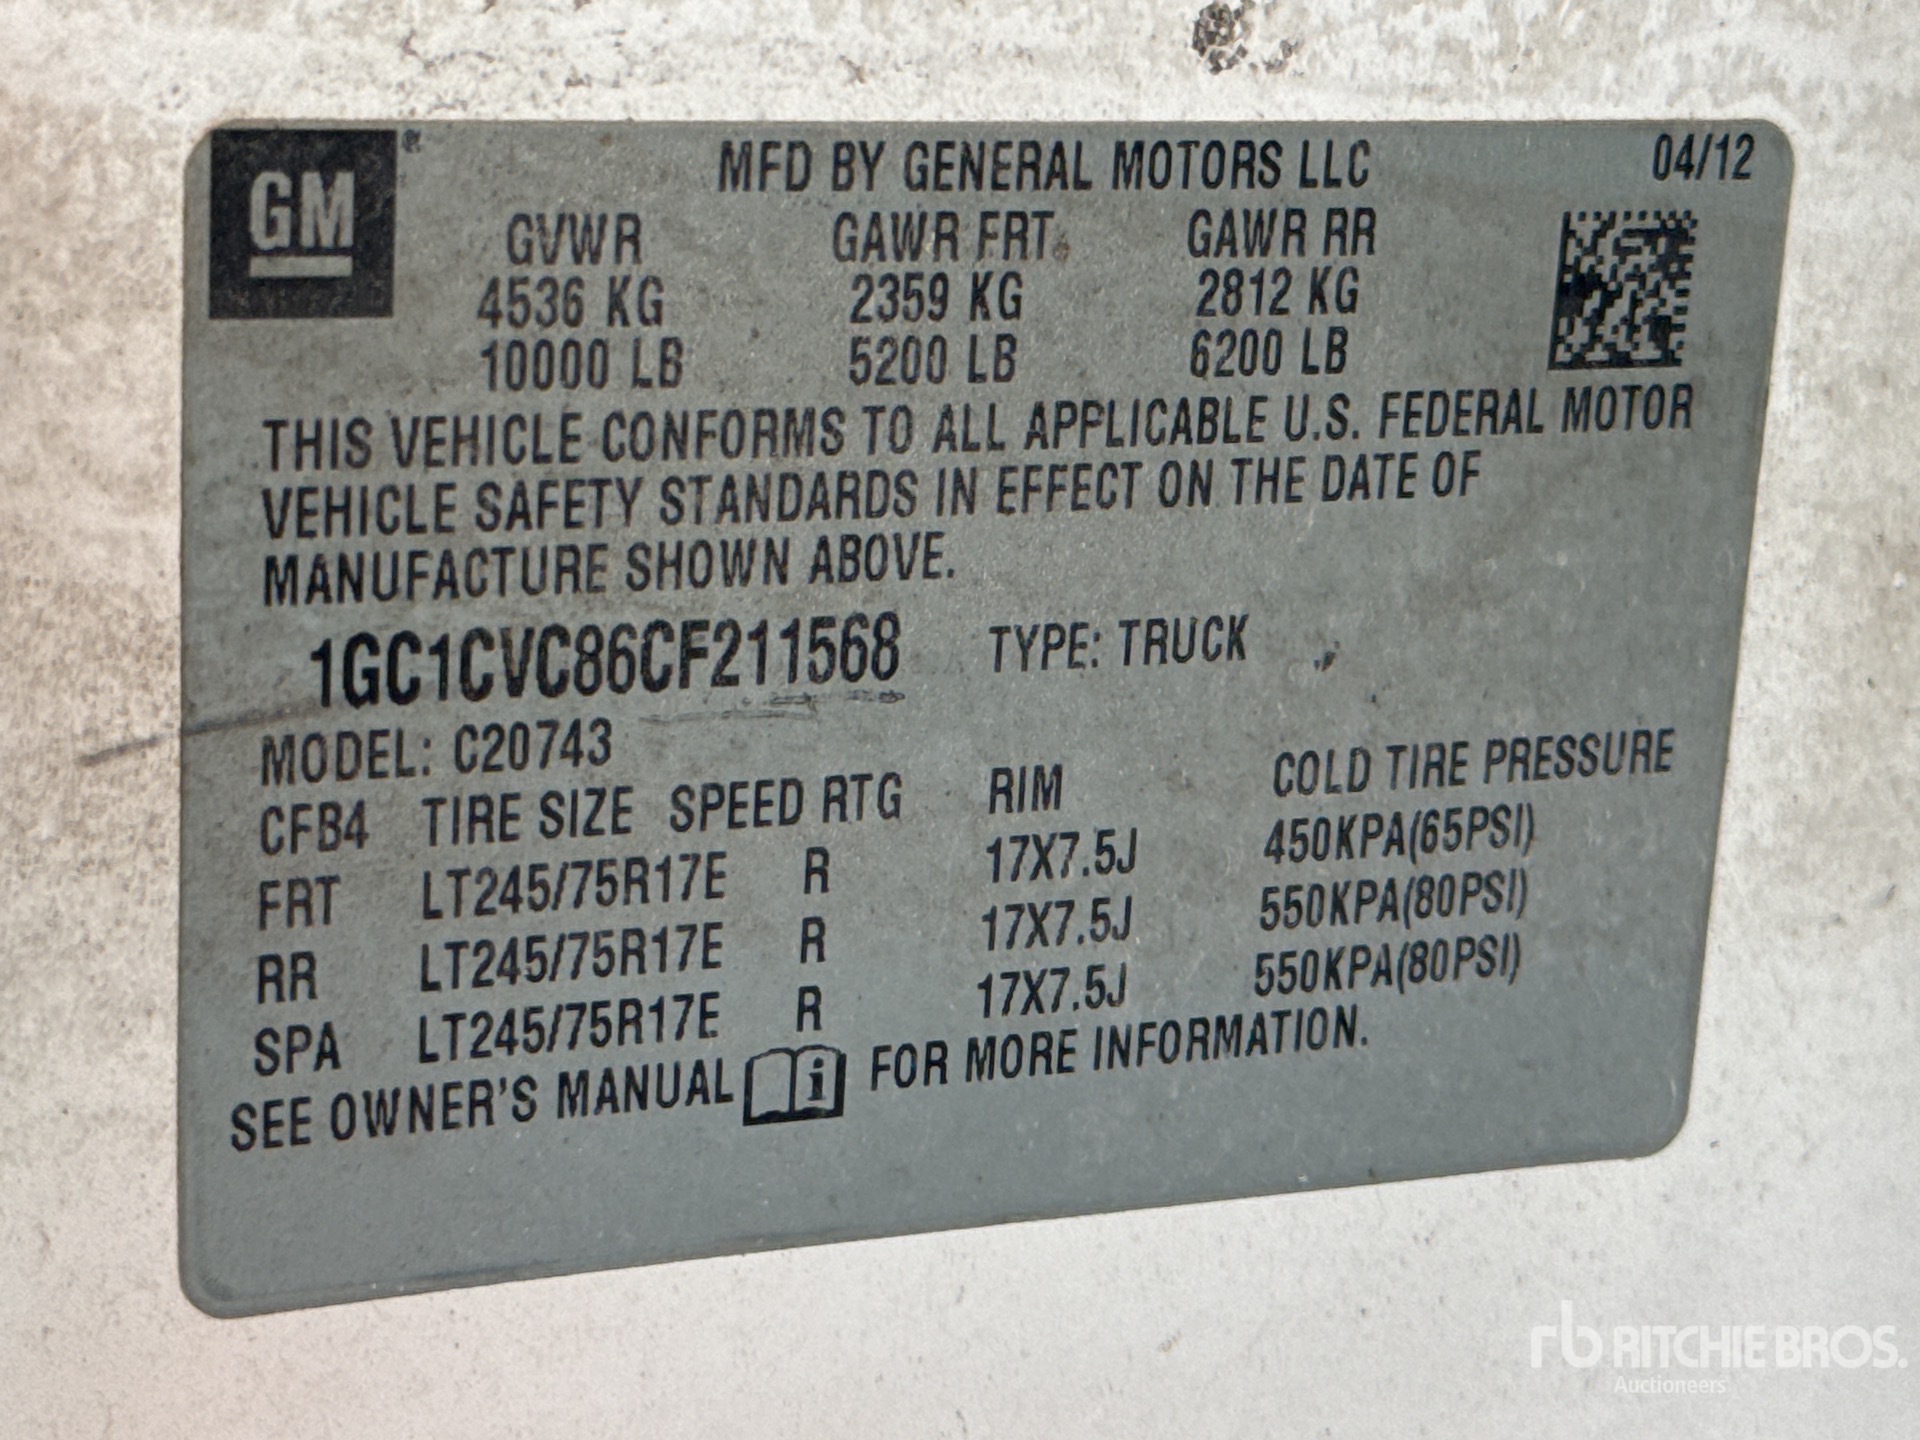 GM
MFD BY GENERAL MOTORS LLC 04/12
GVWR GAWR FRT GAWR RR
4536 KG 2359 KG 2812 KG
10000 LB 5200 LB 6200 LB
THIS VEHICLE CONFORMS TO ALL APPLICABLE U.S. FEDERAL MOTOR
VEHICLE SAFETY STANDARDS IN EFFECT ON THE DATE OF
MANUFACTURE SHOWN ABOVE.
1GC1CVC86CF211568 TYPE: TRUCK
MODEL: C20743
CFB4 TIRE SIZE SPEED RTG RIM COLD TIRE PRESSURE
FRT LT245/75R17E R 17X7.5J 450KPA(65PSI)
RR LT245/75R17E R 17X7.5J 550KPA(80PSI)
SPA LT245/75R17E R 17X7.5J 550KPA(80PSI)
SEE OWNER'S MANUAL i FOR MORE INFORMATION.
rb RITCHIE BROS.
Auctioneers